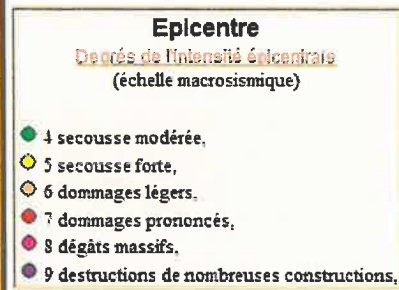 Epicentre
Degrés de l'intensité épicentrale
(échelle macrosismique)
4 secousse modérée,
5 secousse forte,
6 dommages légers,
7 dommages prononcés,
8 dégâts massifs,
9 destructions de nombreuses constructions,